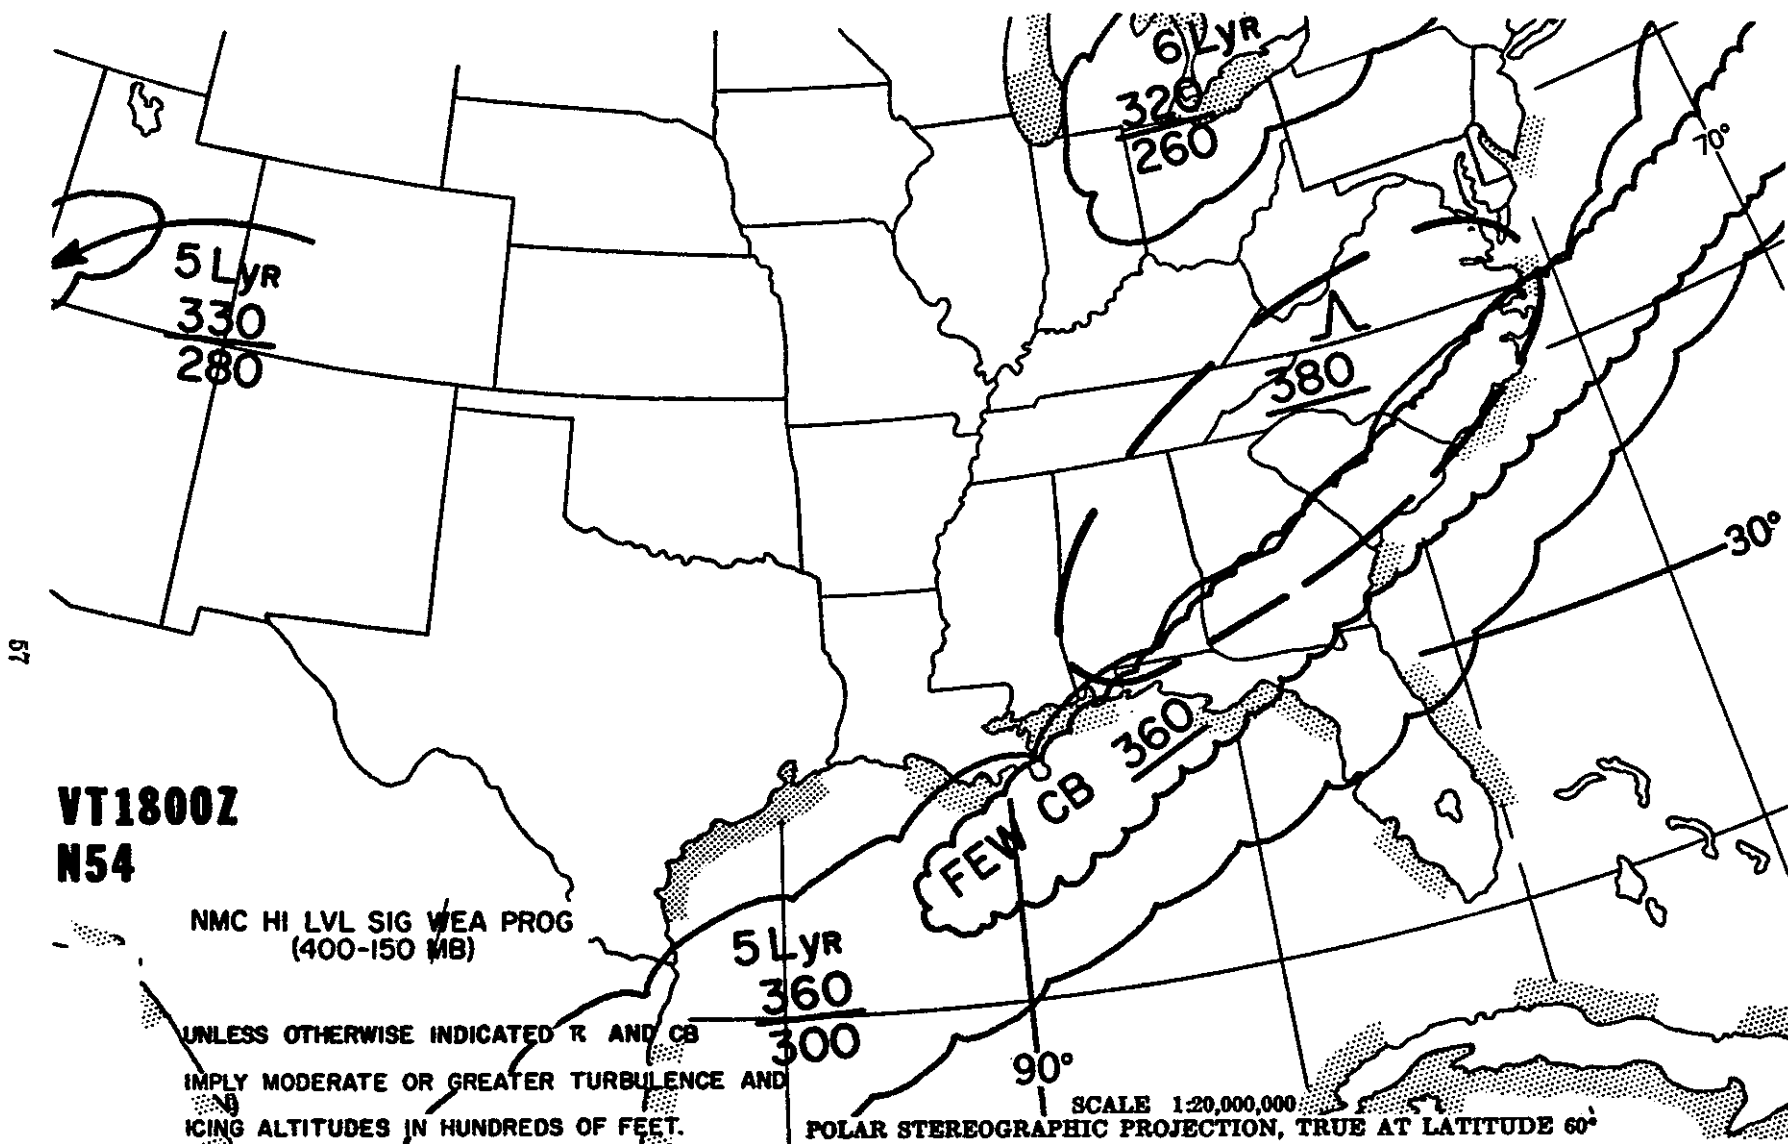 6 LYR
320
260
70°
5 LYR
330
280
380
30°
57
360
FEW CB
VT1800Z
N54
NMC HI LVL SIG WEA PROG
(400-150 MB)
5 LYR
360
300
UNLESS OTHERWISE INDICATED AND CB
IMPLY MODERATE OR GREATER TURBULENCE AND
ICING ALTITUDES IN HUNDREDS OF FEET.
90°
SCALE 1:20,000,000
POLAR STEREOGRAPHIC PROJECTION, TRUE AT LATITUDE 60°